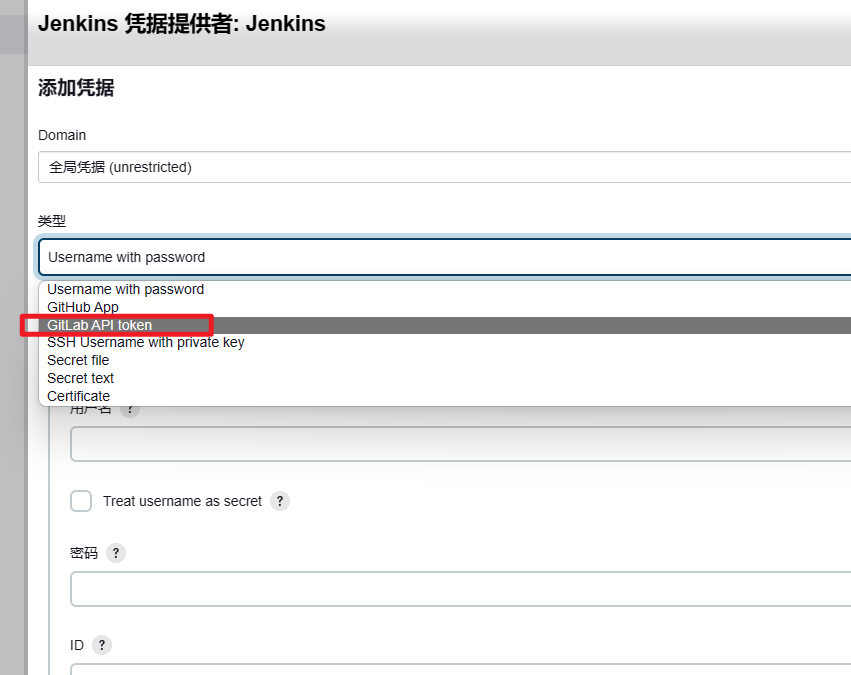 Jenkins 凭据提供者: Jenkins
添加凭据
Domain
全局凭据 (unrestricted)
类型
Username with password
Username with password
GitHub App
GitLab API token
SSH Username with private key
Secret file
Secret text
Certificate
用户名 ?
Treat username as secret ?
密码 ?
ID ?